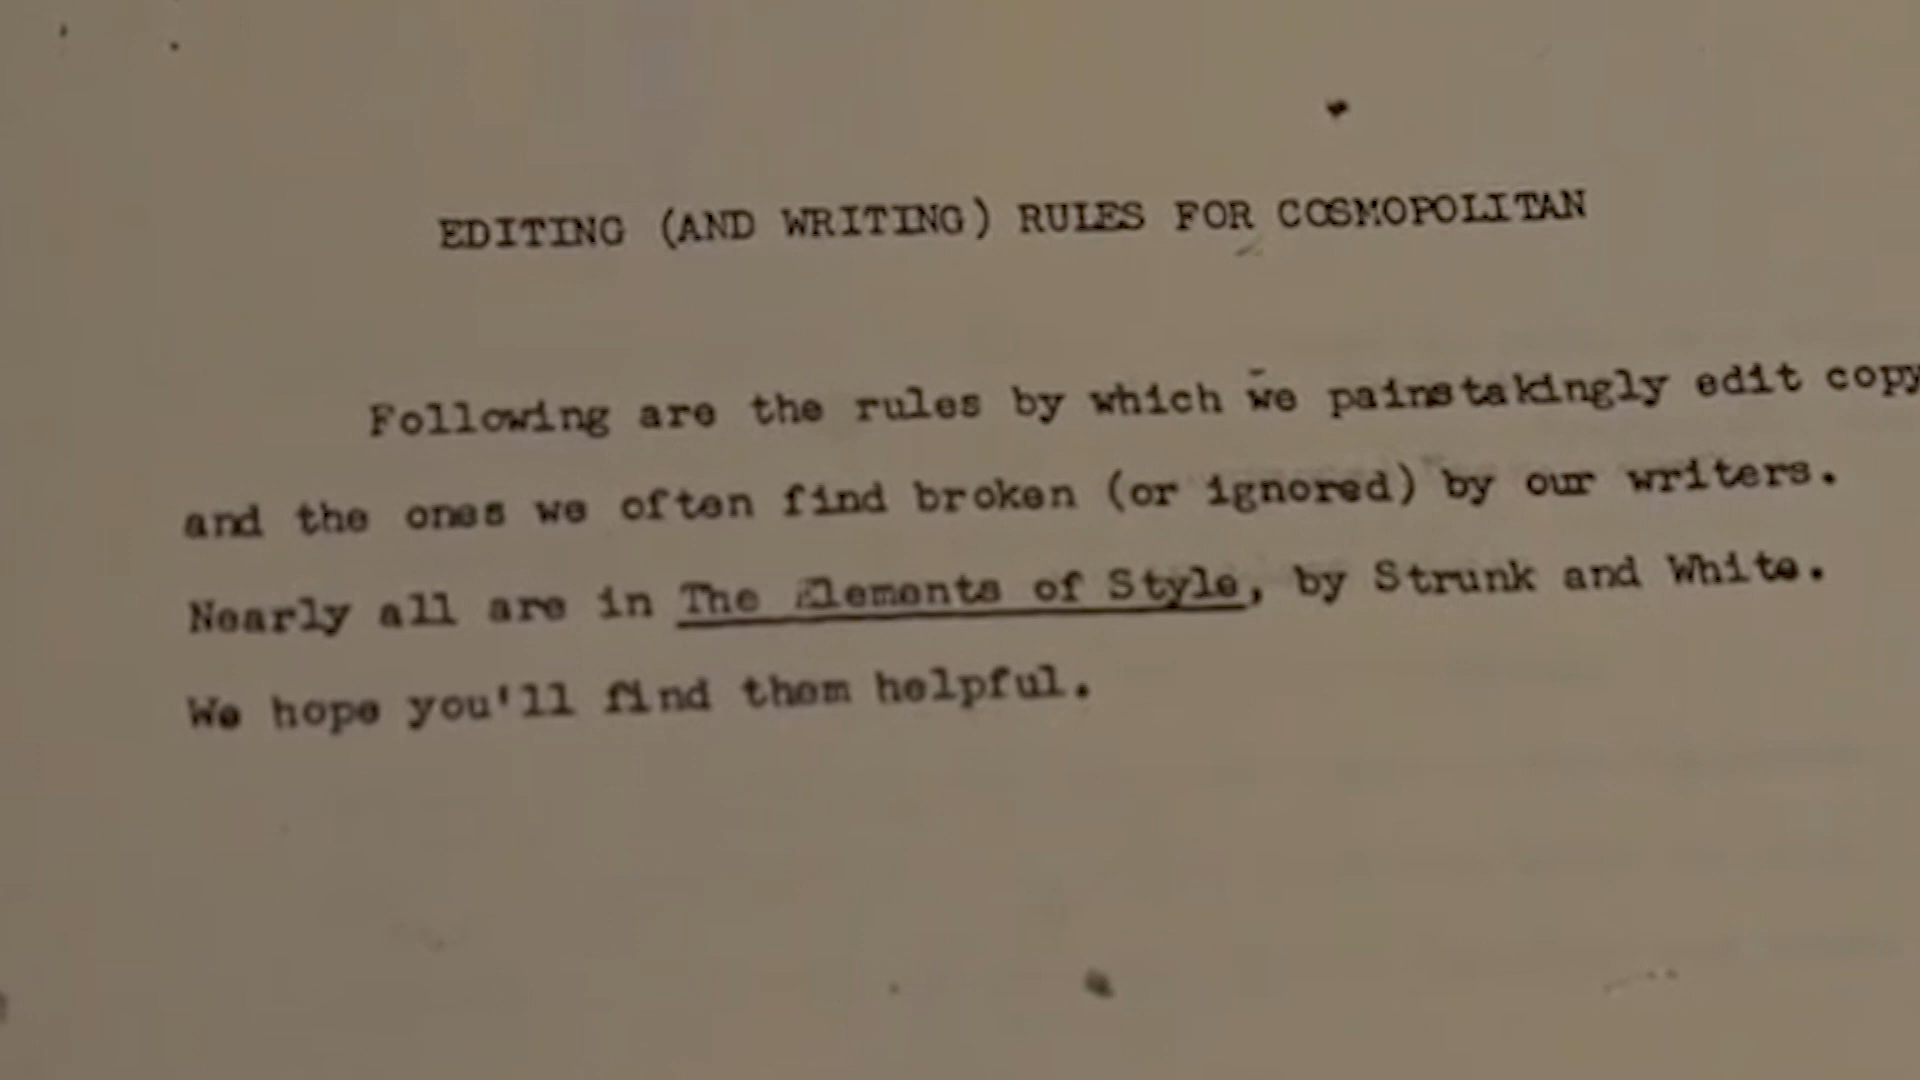 EDITING (AND WRITING) RULES FOR COSMOPOLITAN
Following are the rules by which we painstakingly edit copy
and the ones we often find broken (or ignored) by our writers.
Nearly all are in The Elements of Style, by Strunk and White.
We hope you'll find them helpful.